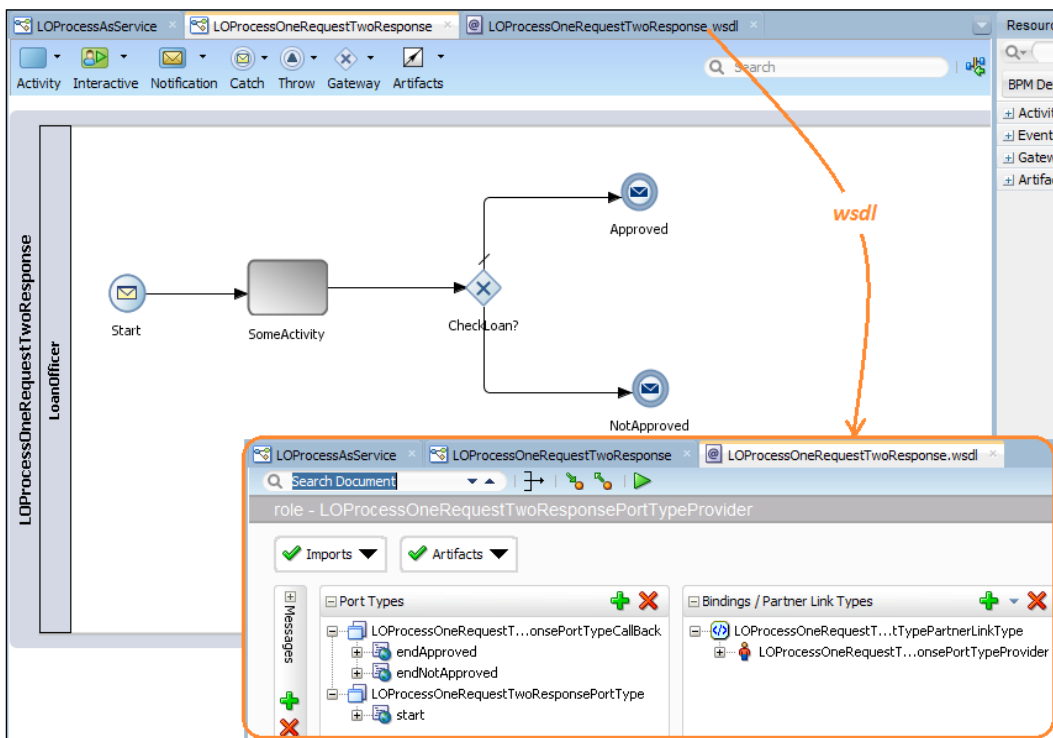 LOProcessAsService
LOProcessOneRequestTwoResponse
LOProcessOneRequestTwoResponse.wsdl
Resour
Activity
Interactive
Notification
Catch
Throw
Gateway
Artifacts
Search
BPM De
Activit
Event
Gatew
Artifac
LOProcessOneRequestTwoResponse
LoanOfficer
Start
SomeActivity
CheckLoan?
Approved
NotApproved
wsdl
LOProcessAsService
LOProcessOneRequestTwoResponse
LOProcessOneRequestTwoResponse.wsdl
Search Document
role - LOProcessOneRequestTwoResponsePortTypeProvider
Imports
Artifacts
Messages
Port Types
LOProcessOneRequestT...onsePortTypeCallBack
endApproved
endNotApproved
LOProcessOneRequestTwoResponsePortType
start
Bindings / Partner Link Types
LOProcessOneRequestT...tTypePartnerLinkType
LOProcessOneRequestT...onsePortTypeProvider